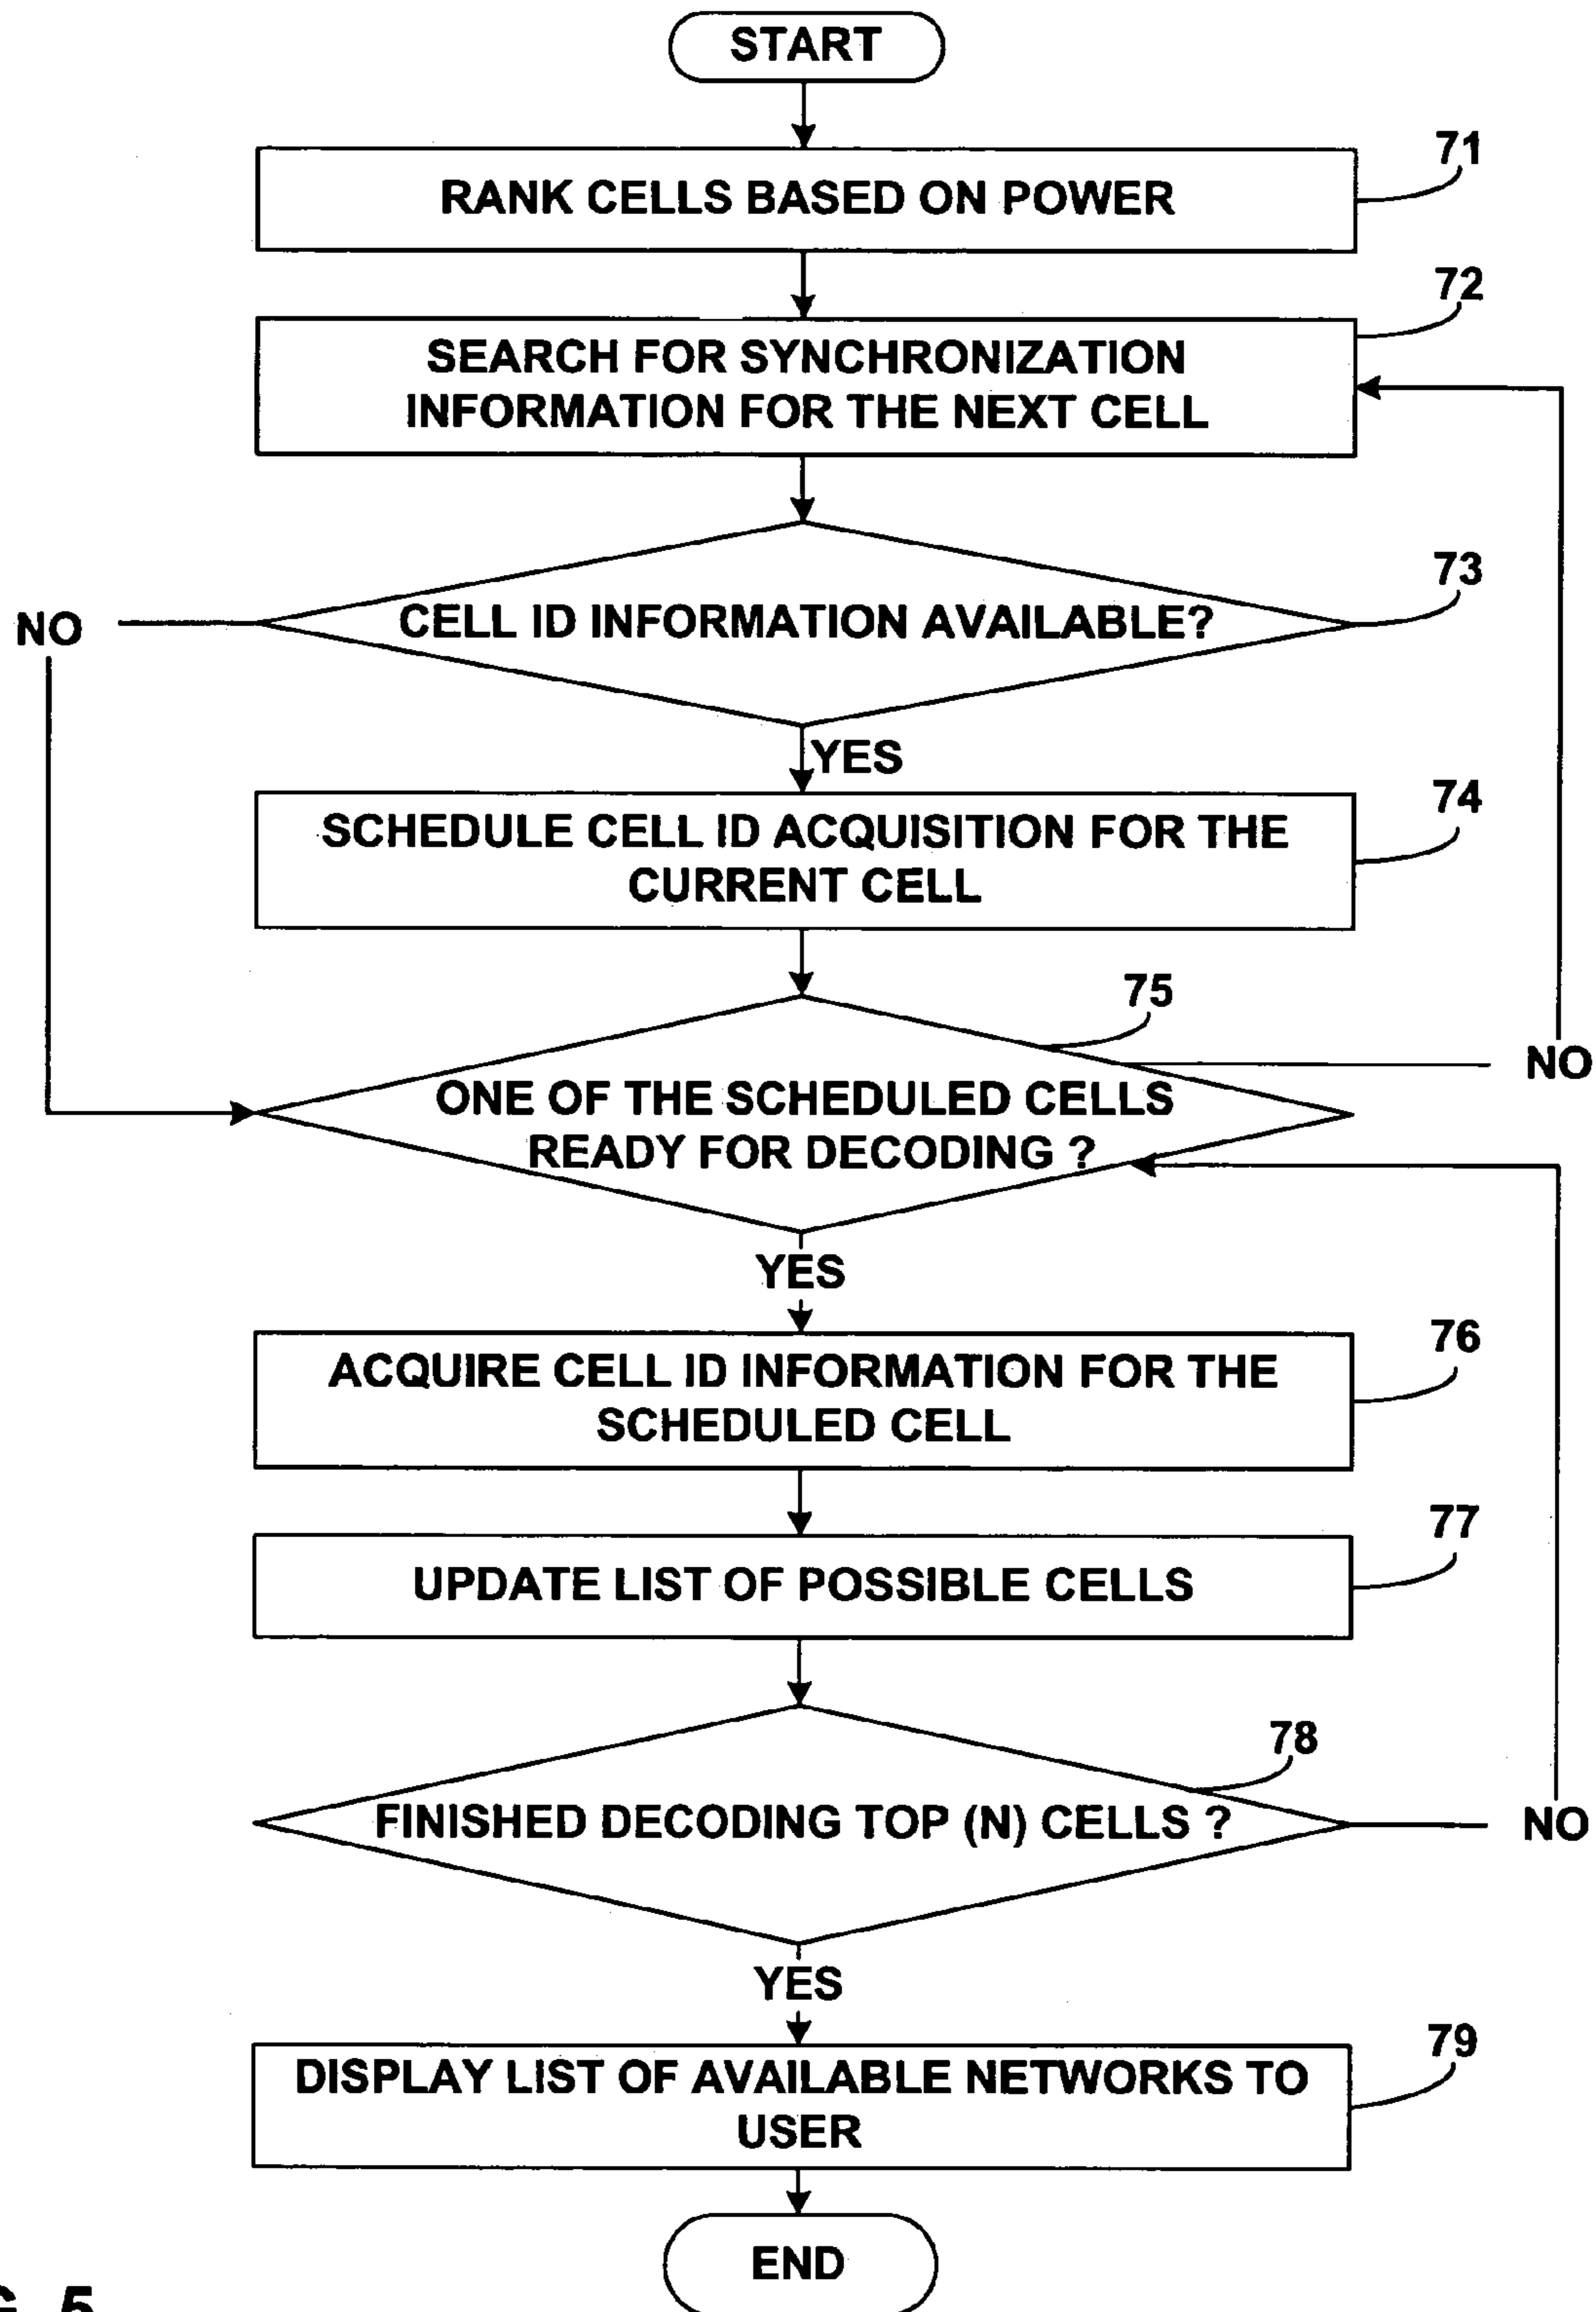 START
71
RANK CELLS BASED ON POWER
72
SEARCH FOR SYNCHRONIZATION
INFORMATION FOR THE NEXT CELL
73
NO
CELL ID INFORMATION AVAILABLE?
YES
74
SCHEDULE CELL ID ACQUISITION FOR THE
CURRENT CELL
75
NO
ONE OF THE SCHEDULED CELLS
READY FOR DECODING ?
YES
76
ACQUIRE CELL ID INFORMATION FOR THE
SCHEDULED CELL
77
UPDATE LIST OF POSSIBLE CELLS
78
FINISHED DECODING TOP (N) CELLS ?
NO
YES
79
DISPLAY LIST OF AVAILABLE NETWORKS TO
USER
END
5